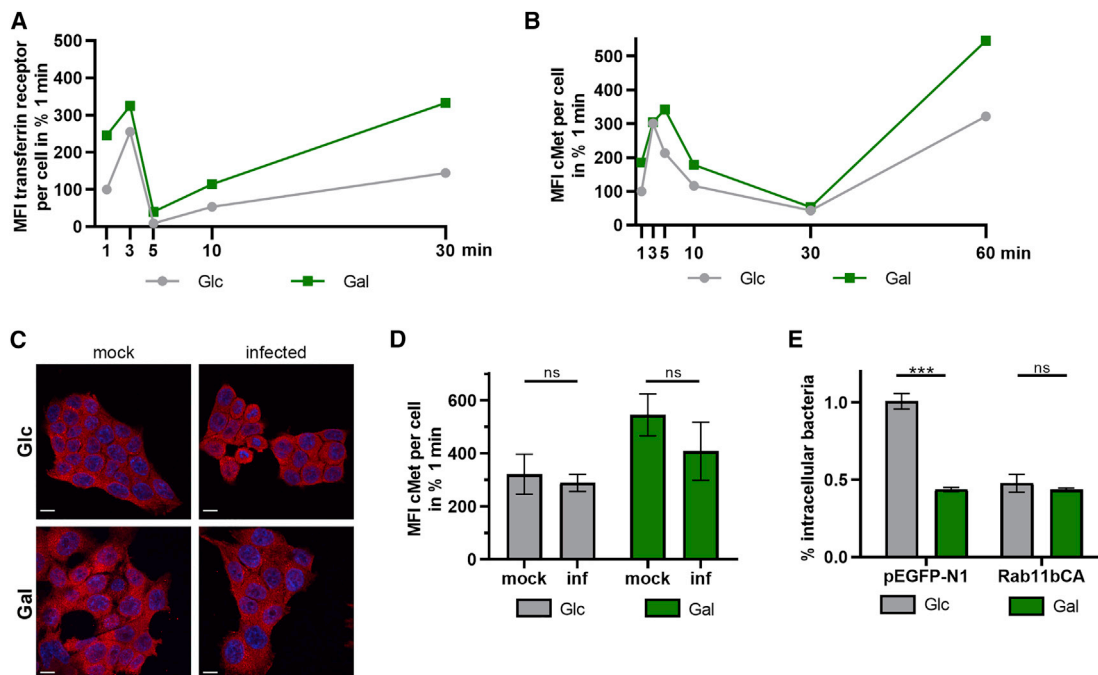 A
MFI transferrin receptor
per cell in % 1 min
500
400
300
200
100
0
1 3 5 10 30 min
Glc Gal
B
MFI cMet per cell
in % 1 min
500
400
300
200
100
0
1 3 5 10 30 60 min
Glc Gal
C
mock infected
Glc
Gal
D
MFI cMet per cell
in % 1 min
ns ns
600
400
200
0
mock inf mock inf
Glc Gal
E
% intracellular bacteria
*** ns
1.0
0.5
0.0
pEGFP-N1 Rab11bCA
Glc Gal